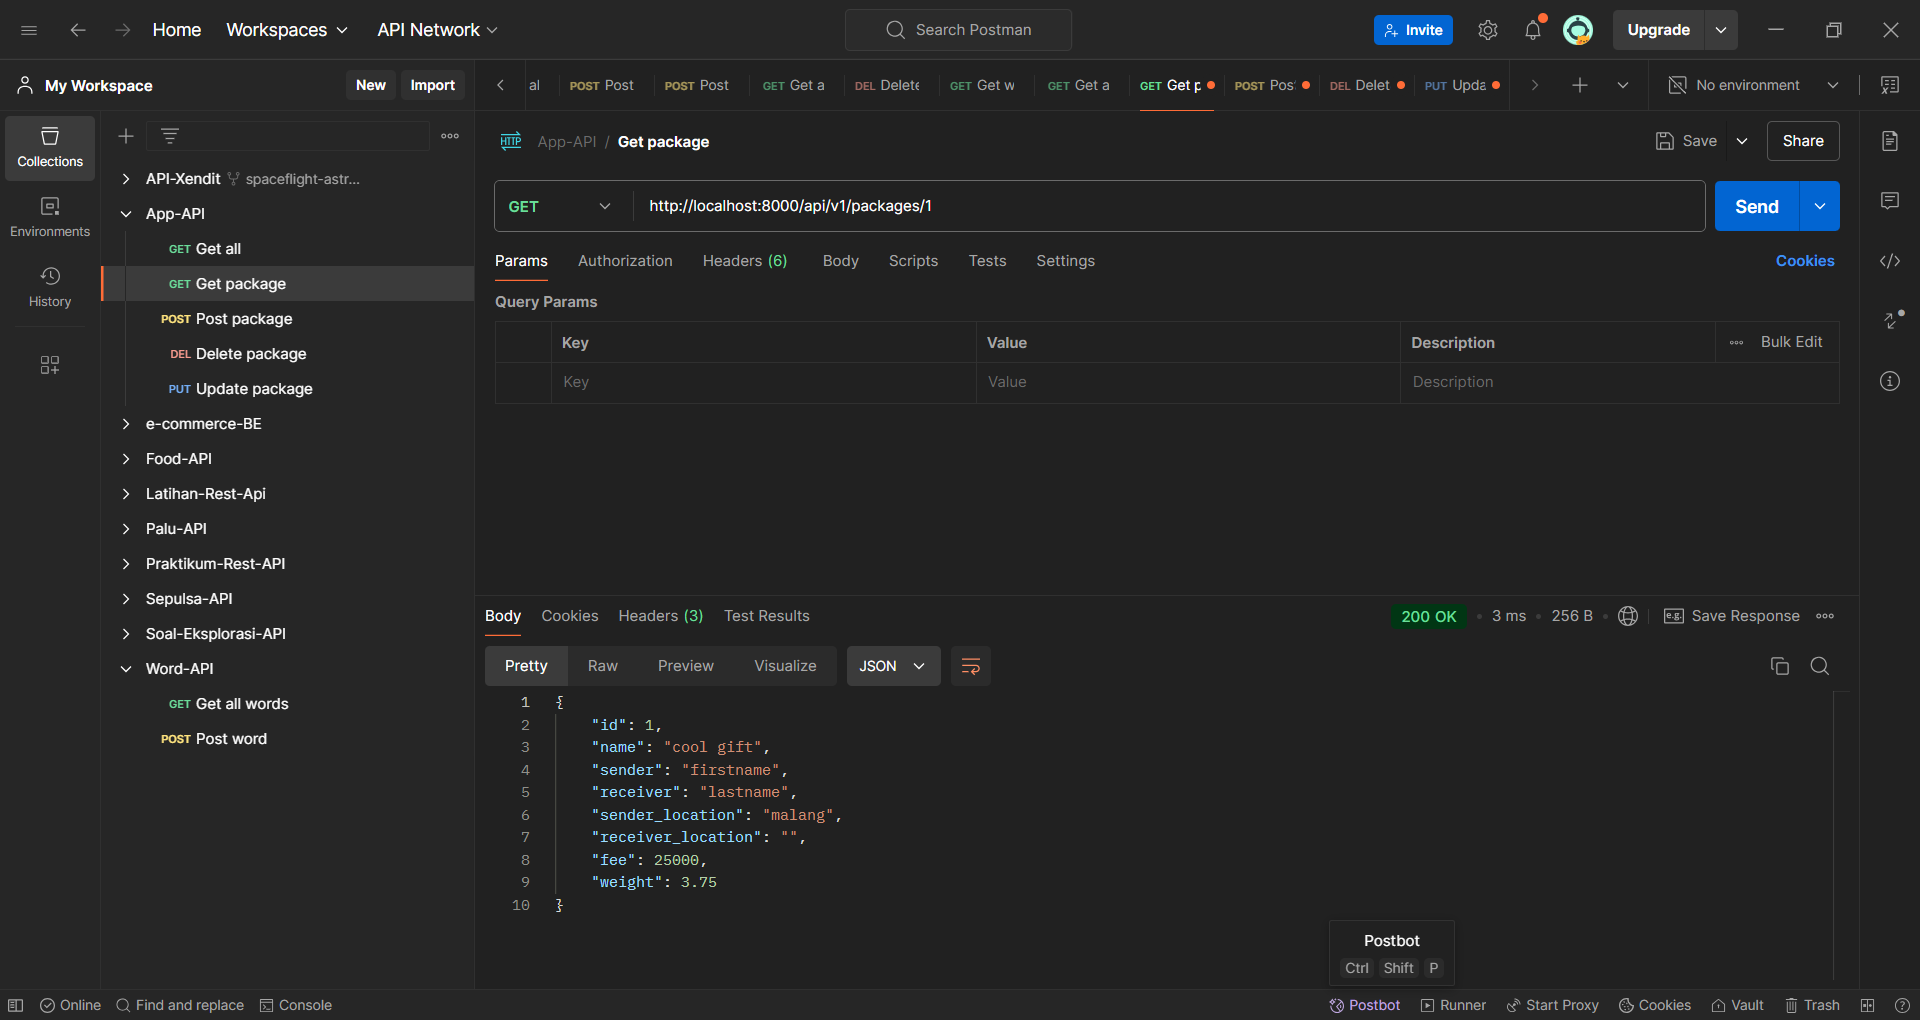 Home Workspaces API Network Search Postman Invite Upgrade
My Workspace New Import al POST Post POST Post GET Get a DEL Delete GET Get w GET Get a GET Get p POST Pos DEL Delet PUT Upda No environment
Collections
Environments
History
API-Xendit spaceflight-astr...
App-API
GET Get all
GET Get package
POST Post package
DEL Delete package
PUT Update package
e-commerce-BE
Food-API
Latihan-Rest-Api
Palu-API
Praktikum-Rest-API
Sepulsa-API
Soal-Eksplorasi-API
Word-API
GET Get all words
POST Post word
HTTP App-API / Get package Save Share
GET http://localhost:8000/api/v1/packages/1 Send
Params Authorization Headers (6) Body Scripts Tests Settings Cookies
Query Params
Key Value Description Bulk Edit
Key Value Description
Body Cookies Headers (3) Test Results 200 OK 3 ms 256 B e.g. Save Response
Pretty Raw Preview Visualize JSON
1 {
2 "id": 1,
3 "name": "cool gift",
4 "sender": "firstname",
5 "receiver": "lastname",
6 "sender_location": "malang",
7 "receiver_location": "",
8 "fee": 25000,
9 "weight": 3.75
10 }
Postbot
Ctrl Shift P
Online Find and replace Console Postbot Runner Start Proxy Cookies Vault Trash